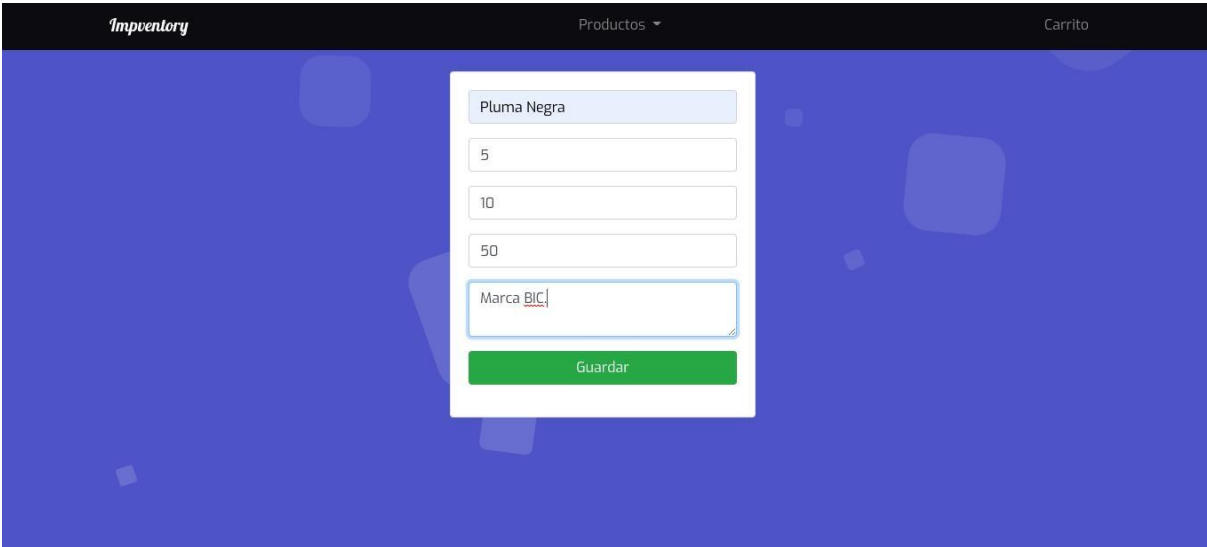 Impventory
Productos
Carrito
Pluma Negra
5
10
50
Marca BIC.
Guardar